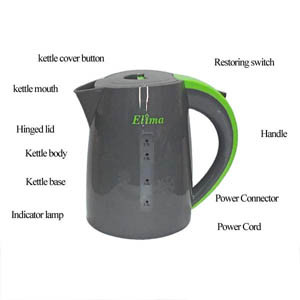 kettle cover button
Restoring switch
kettle mouth
Elima
Hinged lid
Handle
Kettle body
Kettle base
Power Connector
Indicator lamp
Power Cord